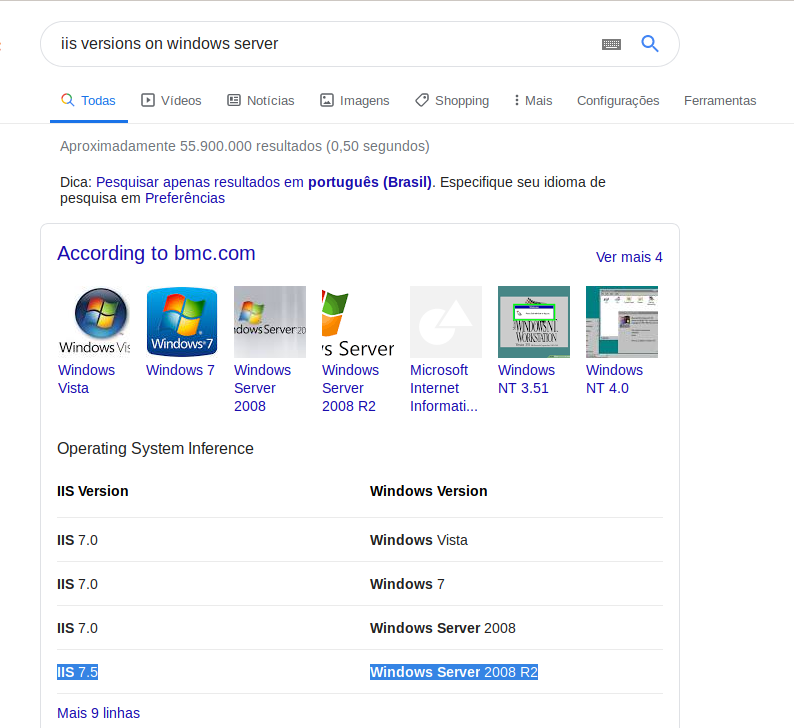 iis versions on windows server
Todas Vídeos Notícias Imagens Shopping Mais Configurações Ferramentas
Aproximadamente 55.900.000 resultados (0,50 segundos)
Dica: Pesquisar apenas resultados em português (Brasil). Especifique seu idioma de
pesquisa em Preferências
According to bmc.com
Ver mais 4
Windows Vis
Windows 7
ndows Server 20
s Server
WINDOWS NT
WORKSTATION
Windows
Vista
Windows 7
Windows
Server
2008
Windows
Server
2008 R2
Microsoft
Internet
Informati...
Windows
NT 3.51
Windows
NT 4.0
Operating System Inference
IIS Version Windows Version
IIS 7.0 Windows Vista
IIS 7.0 Windows 7
IIS 7.0 Windows Server 2008
IIS 7.5 Windows Server 2008 R2
Mais 9 linhas